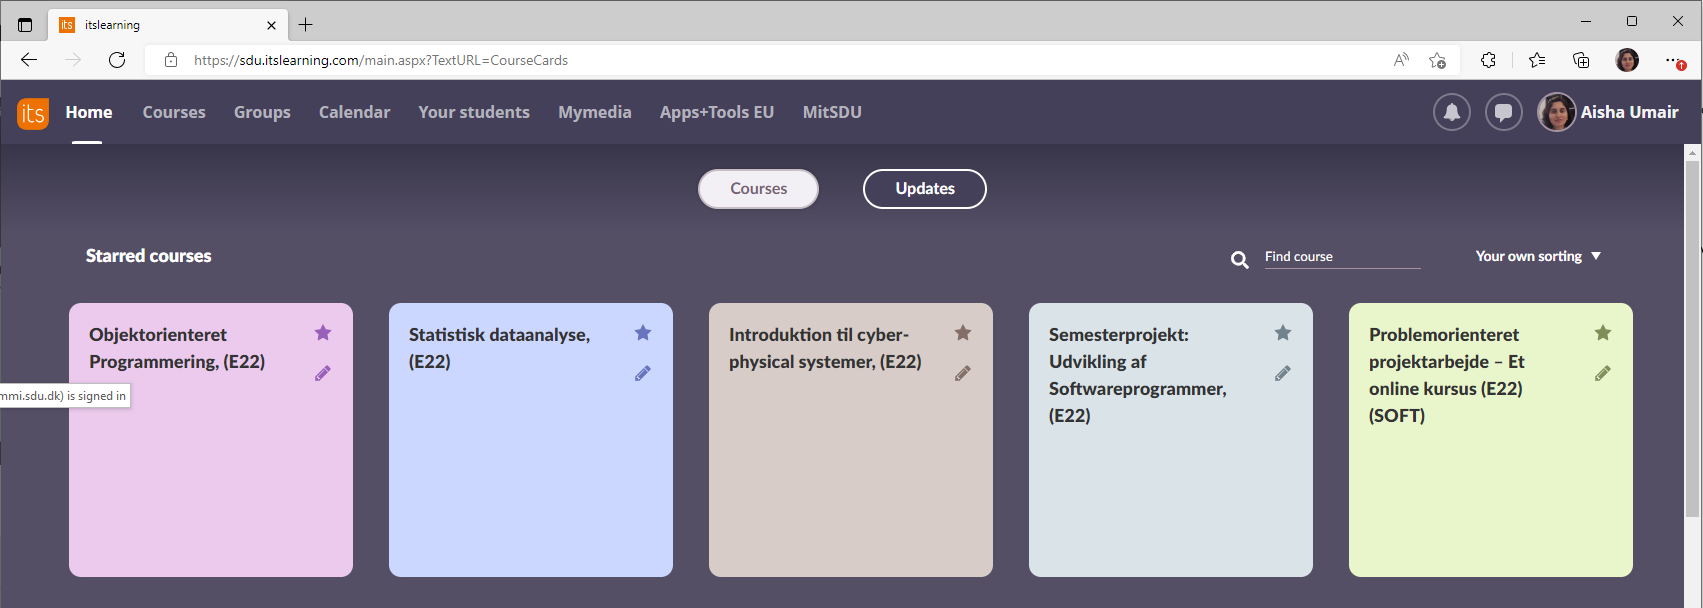 its itslearning
https://sdu.itslearning.com/main.aspx?TextURL=CourseCards
its Home Courses Groups Calendar Your students Mymedia Apps+Tools EU MitSDU Aisha Umair
Courses Updates
Starred courses Find course Your own sorting
Objektorienteret
Programmering, (E22)
Statistisk dataanalyse,
(E22)
Introduktion til cyber-
physical systemer, (E22)
Semesterprojekt:
Udvikling af
Softwareprogrammer,
(E22)
Problemorienteret
projektarbejde – Et
online kursus (E22)
(SOFT)
mmi.sdu.dk) is signed in